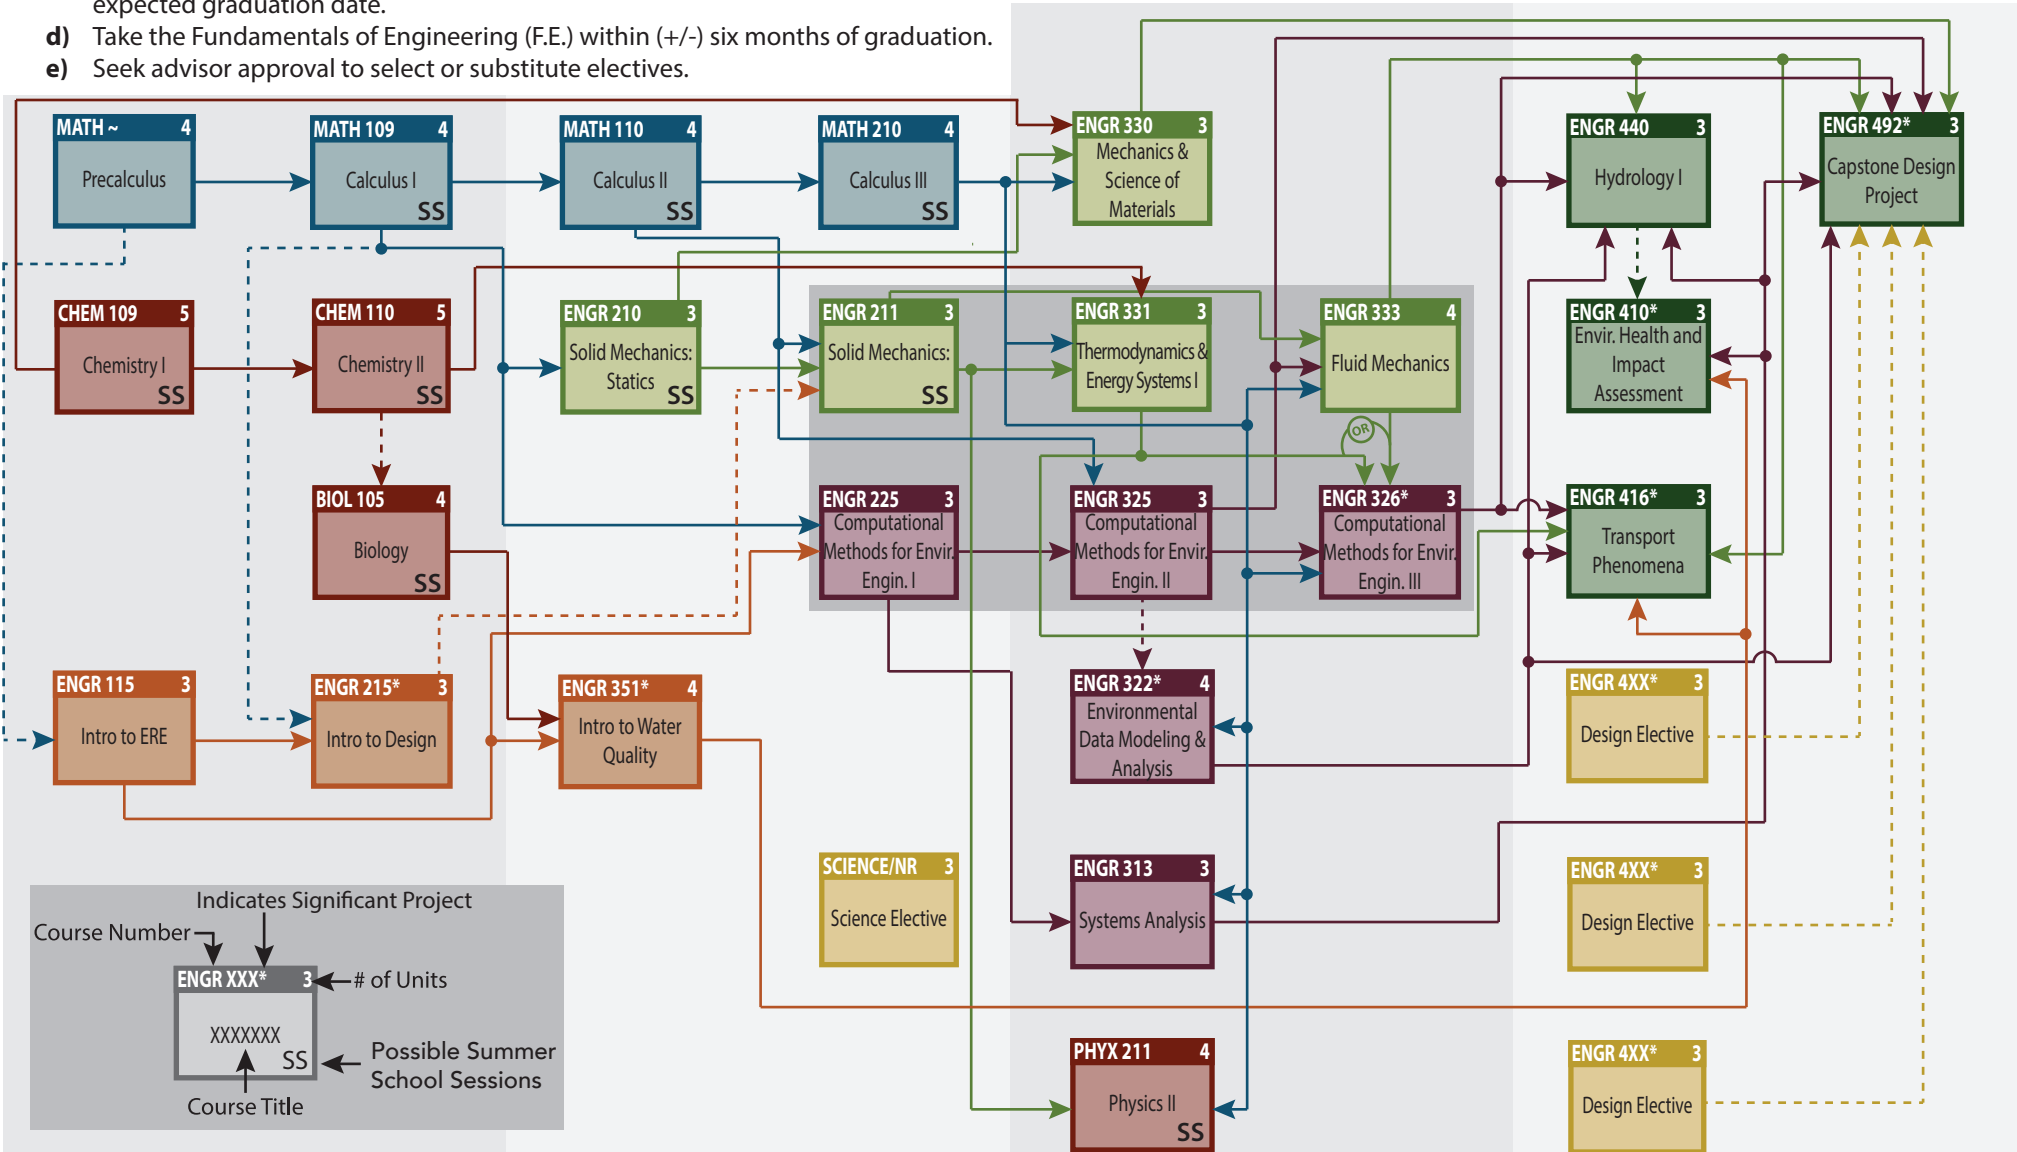 expected graduation date.
d) Take the Fundamentals of Engineering (F.E.) within (+/-) six months of graduation.
e) Seek advisor approval to select or substitute electives.
MATH ~ 4
Precalculus
MATH 109 4
Calculus I
SS
MATH 110 4
Calculus II
SS
MATH 210 4
Calculus III
SS
ENGR 330 3
Mechanics &
Science of
Materials
ENGR 440 3
Hydrology I
ENGR 492* 3
Capstone Design
Project
CHEM 109 5
Chemistry I
SS
CHEM 110 5
Chemistry II
SS
ENGR 210 3
Solid Mechanics:
Statics
ENGR 211 3
Solid Mechanics:
SS
ENGR 331 3
Thermodynamics &
Energy Systems I
ENGR 333 4
Fluid Mechanics
OR
ENGR 410* 3
Envir. Health and
Impact
Assessment
BIOL 105 4
Biology
SS
ENGR 225 3
Computational
Methods for Envir.
Engin. I
ENGR 325 3
Computational
Methods for Envir.
Engin. II
ENGR 326* 3
Computational
Methods for Envir.
Engin. III
ENGR 416* 3
Transport
Phenomena
ENGR 115 3
Intro to ERE
ENGR 215* 3
Intro to Design
ENGR 351* 4
Intro to Water
Quality
ENGR 322* 4
Environmental
Data Modeling &
Analysis
ENGR 4XX* 3
Design Elective
SCIENCE/NR 3
Science Elective
ENGR 313 3
Systems Analysis
ENGR 4XX* 3
Design Elective
PHYX 211 4
Physics II
SS
ENGR 4XX* 3
Design Elective
Indicates Significant Project
Course Number
ENGR XXX* 3
# of Units
XXXXXXX
SS
Possible Summer
School Sessions
Course Title